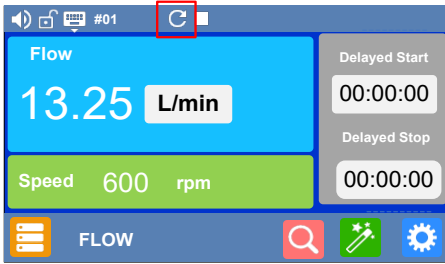 #01
Flow
13.25 L/min
Speed 600 rpm
Delayed Start
00:00:00
Delayed Stop
00:00:00
FLOW